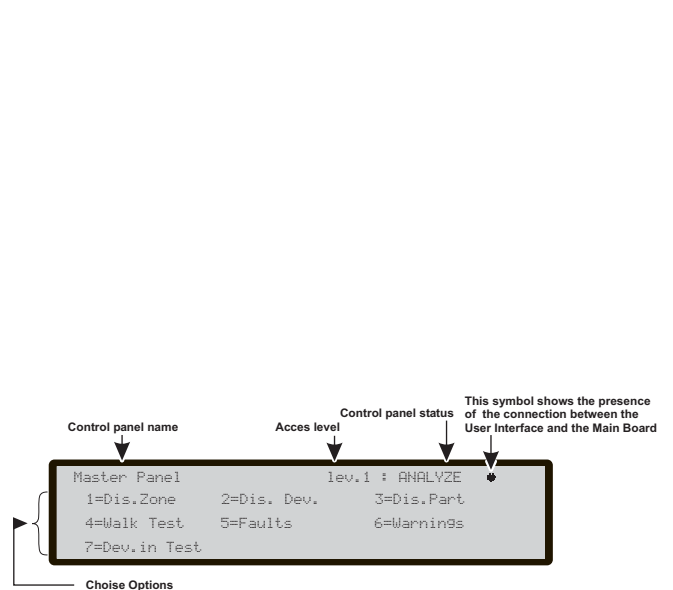 This symbol shows the presence
of the connection between the
User Interface and the Main Board
Control panel status
Acces level
Control panel name
Master Panel lev.1 : ANALYZE
1=Dis.Zone 2=Dis. Dev. 3=Dis.Part
4=Walk Test 5=Faults 6=Warnings
7=Dev.in Test
Choise Options